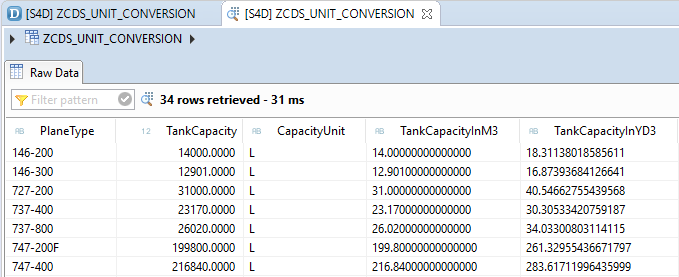 [S4D] ZCDS_UNIT_CONVERSION [S4D] ZCDS_UNIT_CONVERSION
ZCDS_UNIT_CONVERSION
Raw Data
Filter pattern 34 rows retrieved - 31 ms
AB PlaneType 12 TankCapacity AB CapacityUnit AB TankCapacityInM3 AB TankCapacityInYD3
146-200 14000.0000 L 14.00000000000000 18.31138018585611
146-300 12901.0000 L 12.90100000000000 16.87393684126641
727-200 31000.0000 L 31.00000000000000 40.54662755439568
737-400 23170.0000 L 23.17000000000000 30.30533420759187
737-800 26020.0000 L 26.02000000000000 34.03300803114115
747-200F 199800.0000 L 199.80000000000000 261.32955436671797
747-400 216840.0000 L 216.84000000000000 283.61711996435999